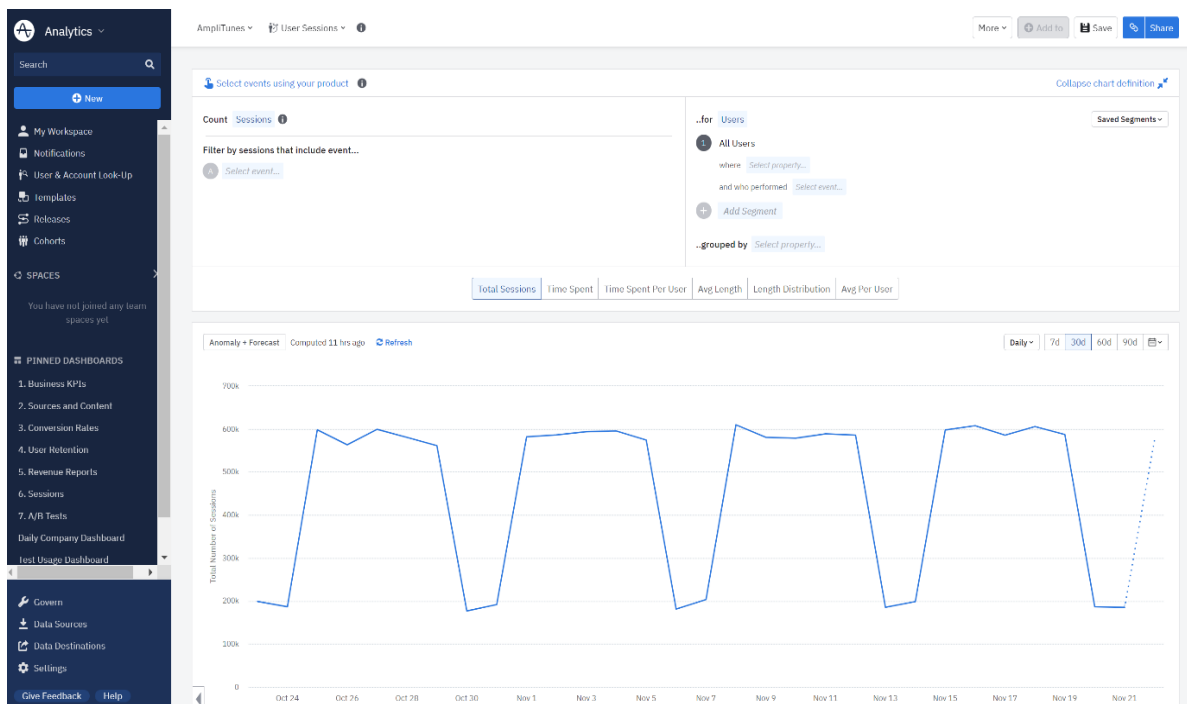 Analytics
AmpliTunes
User Sessions
More
Add to
Save
Share
Search
New
My Workspace
Notifications
User & Account Look-Up
Templates
Releases
Cohorts
SPACES
You have not joined any team
spaces yet
PINNED DASHBOARDS
1. Business KPIs
2. Sources and Content
3. Conversion Rates
4. User Retention
5. Revenue Reports
6. Sessions
7. A/B Tests
Daily Company Dashboard
Test Usage Dashboard
Govern
Data Sources
Data Destinations
Settings
Give Feedback Help
Select events using your product
Collapse chart definition
Count Sessions
Filter by sessions that include event...
A Select event...
..for Users
Saved Segments
1 All Users
where Select property...
and who performed Select event...
+ Add Segment
..grouped by Select property...
Total Sessions Time Spent Time Spent Per User Avg Length Length Distribution Avg Per User
Anomaly + Forecast Computed 11 hrs ago Refresh
Daily 7d 30d 60d 90d
Total Number of Sessions
700k
600k
500k
400k
300k
200k
100k
0
Oct 24 Oct 26 Oct 28 Oct 30 Nov 1 Nov 3 Nov 5 Nov 7 Nov 9 Nov 11 Nov 13 Nov 15 Nov 17 Nov 19 Nov 21